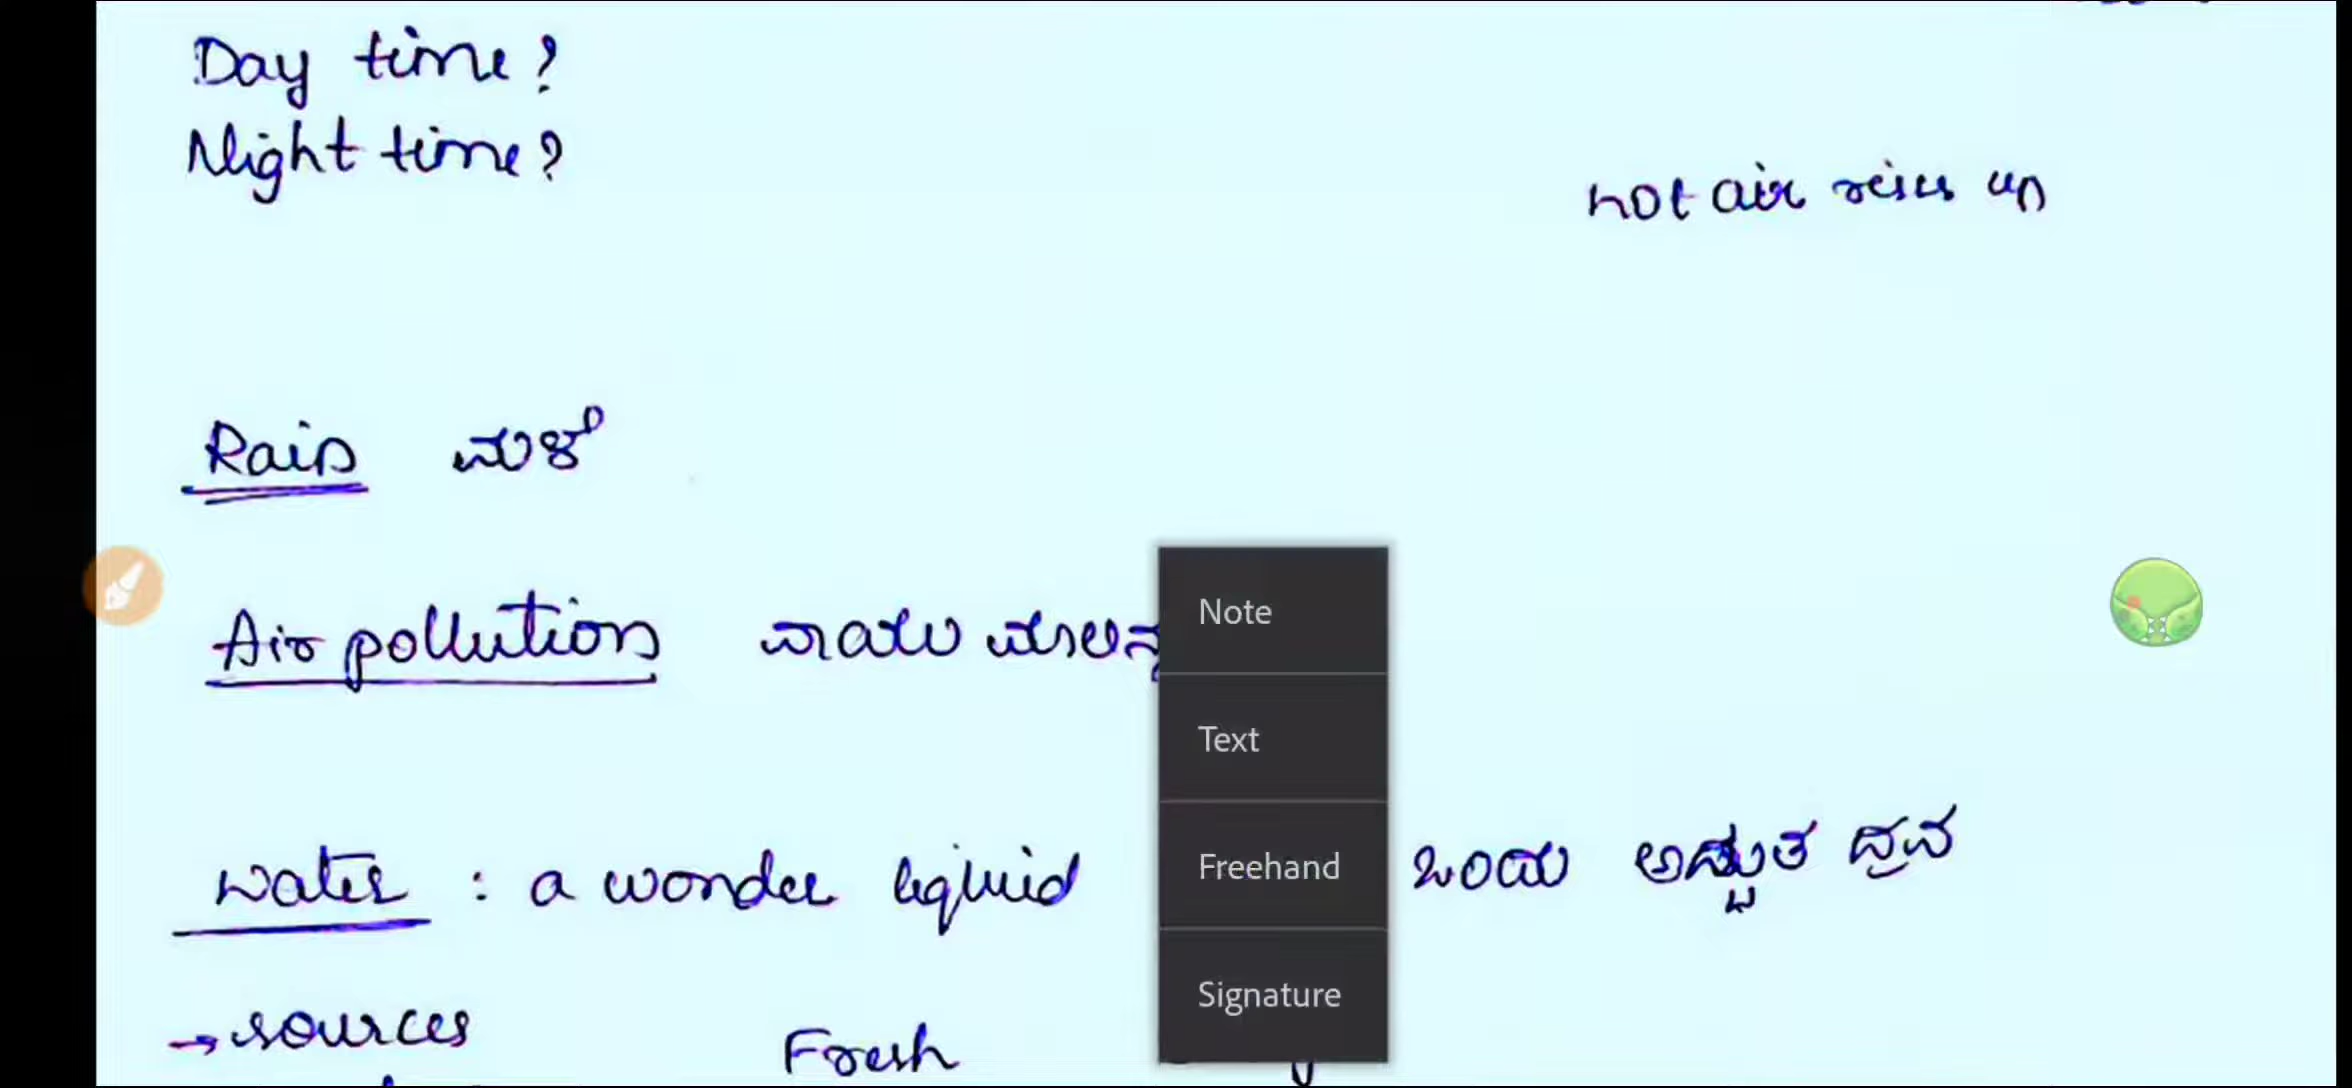 Day time?
Night time?
hot air rises up
Rain ಮಳೆ
Air pollution ವಾಯು
Note
Text
water : a wonder liquid ಒಂದು ಅದ್ಭುತ ದ್ರವ
Freehand
Signature
→ sources
Fresh